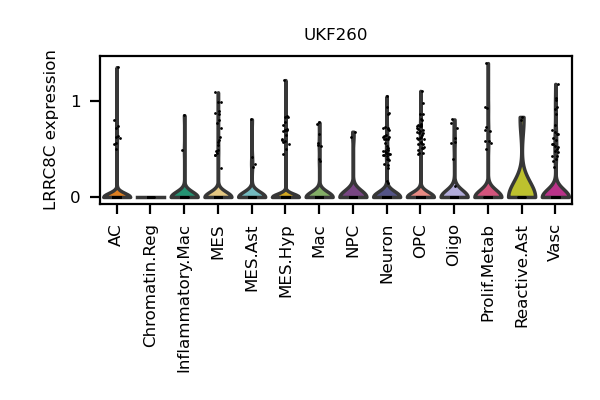 UKF260
LRRC8C expression
1
0
AC
Chromatin.Reg
Inflammatory.Mac
MES
MES.Ast
MES.Hyp
Mac
NPC
Neuron
OPC
Oligo
Prolif.Metab
Reactive.Ast
Vasc